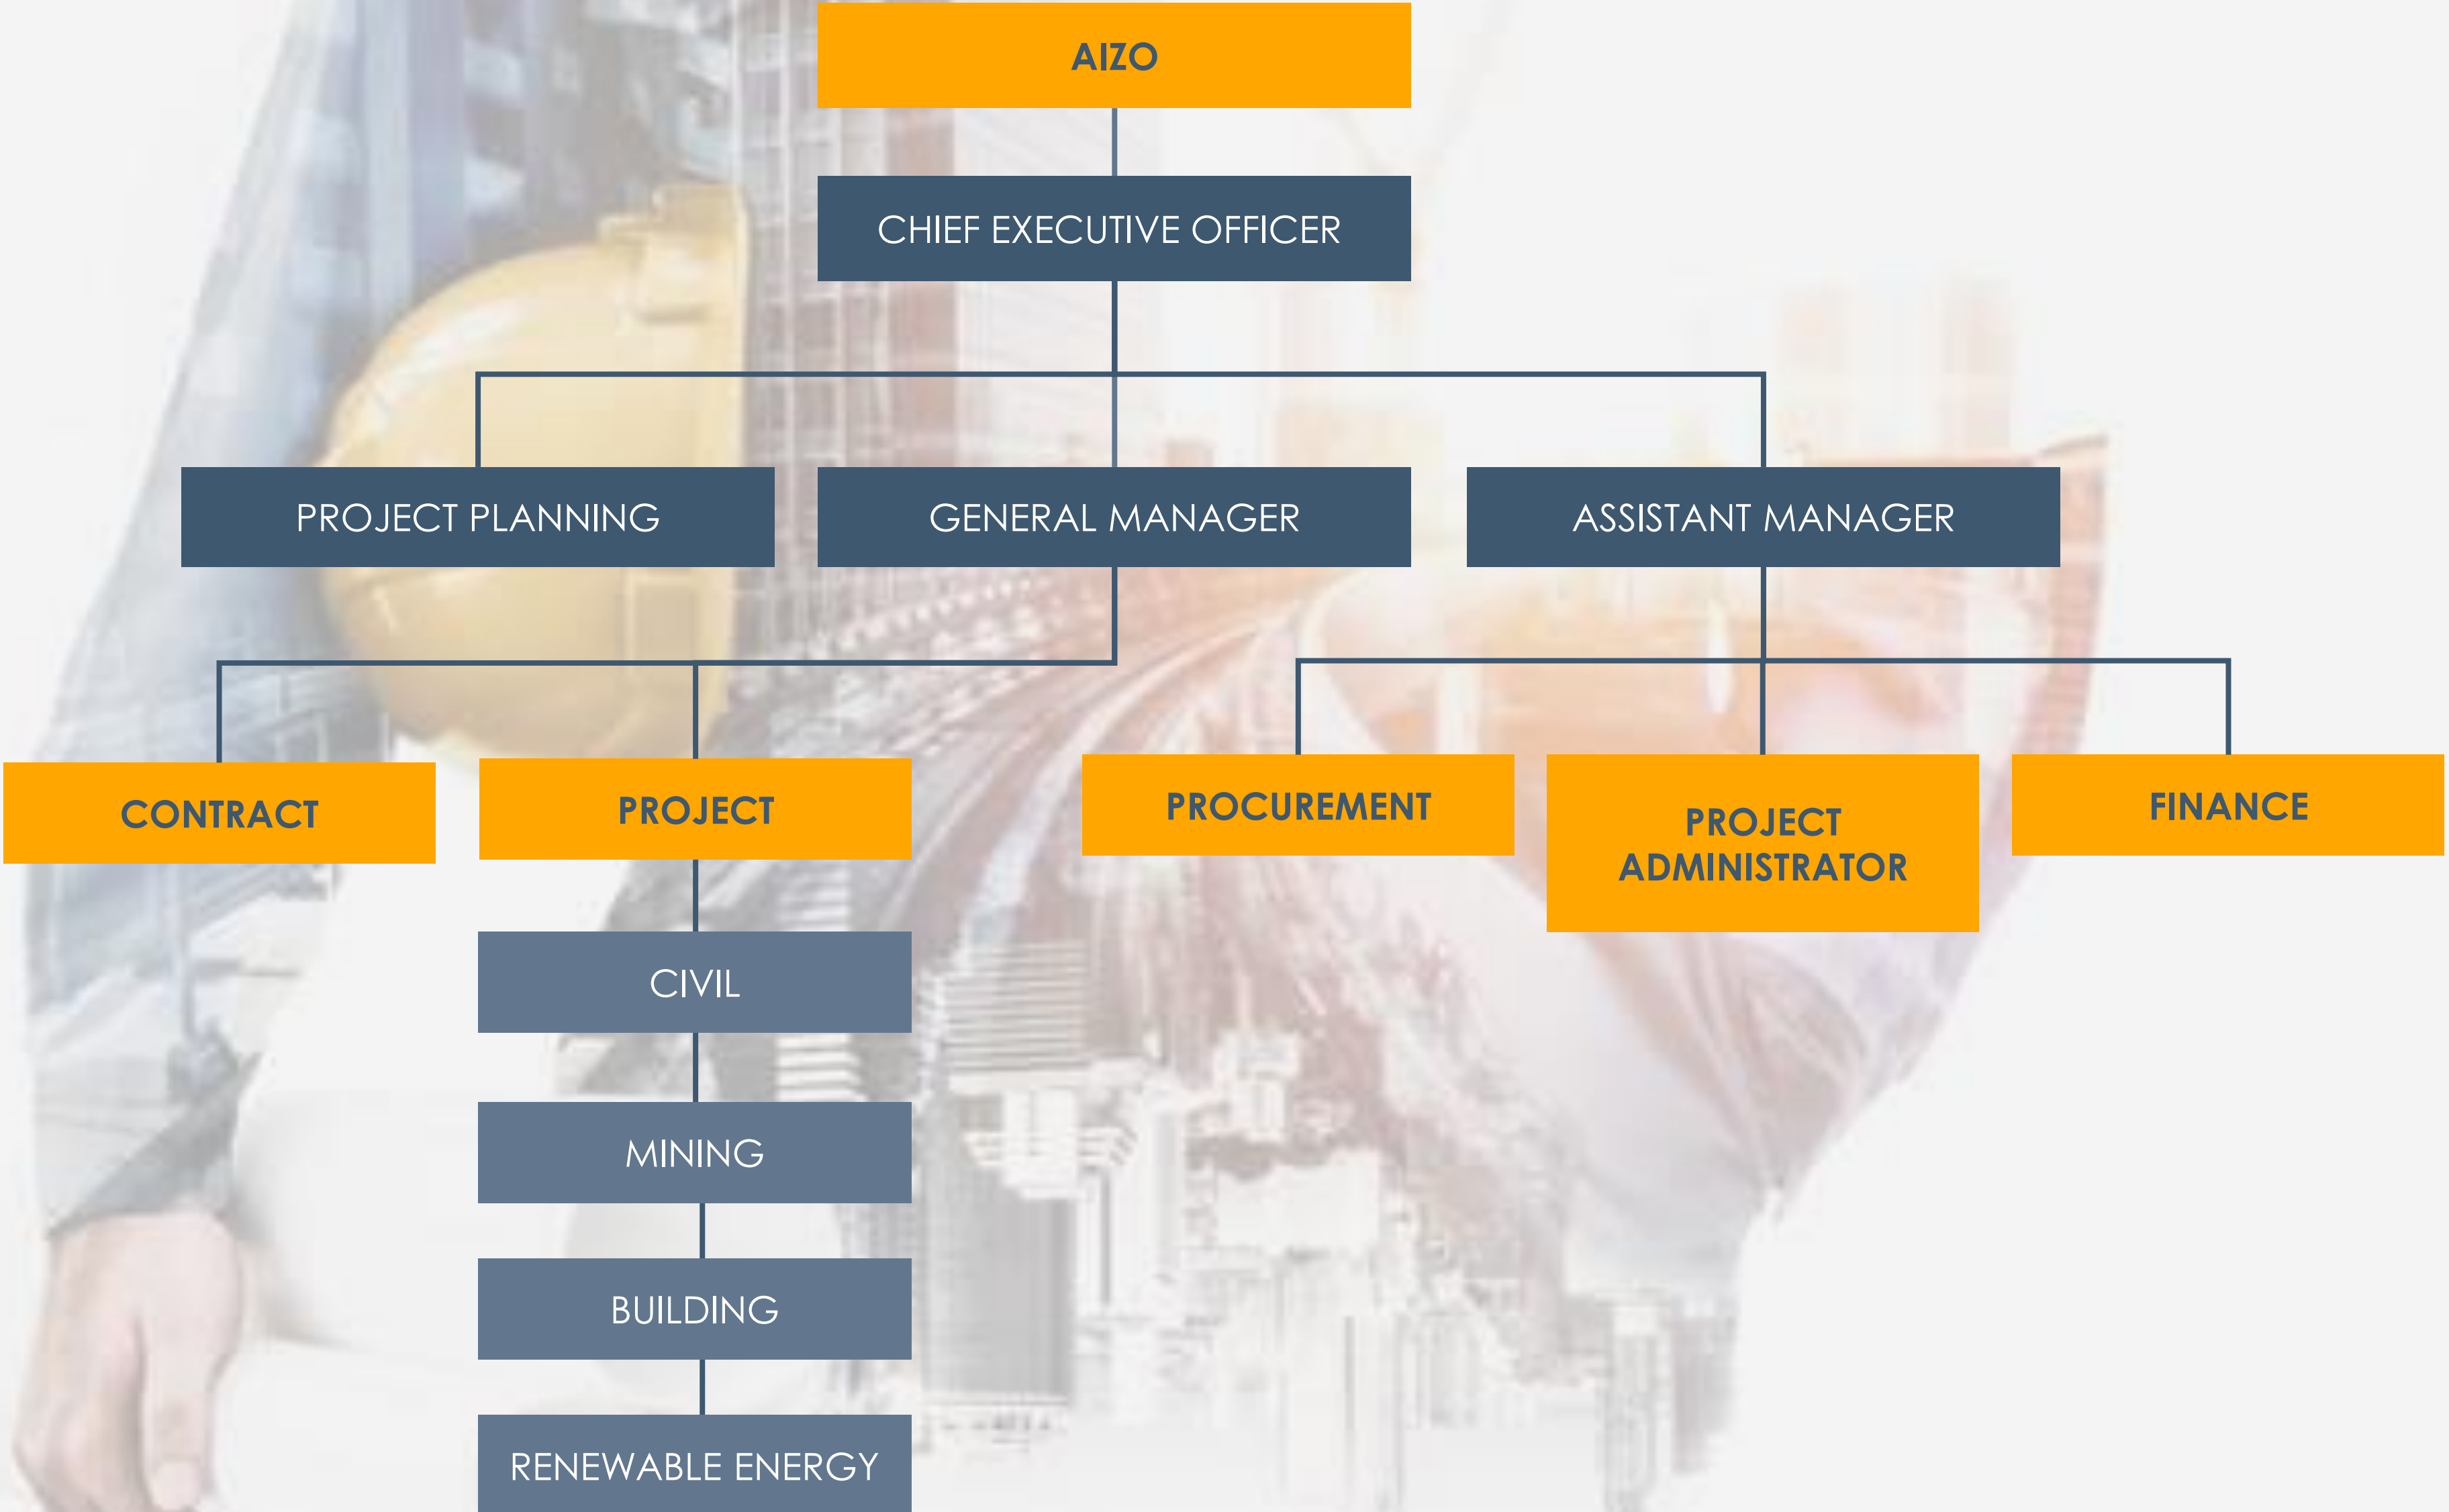 AIZO
CHIEF EXECUTIVE OFFICER
PROJECT PLANNING
GENERAL MANAGER
ASSISTANT MANAGER
CONTRACT
PROJECT
PROCUREMENT
PROJECT
ADMINISTRATOR
FINANCE
CIVIL
MINING
BUILDING
RENEWABLE ENERGY